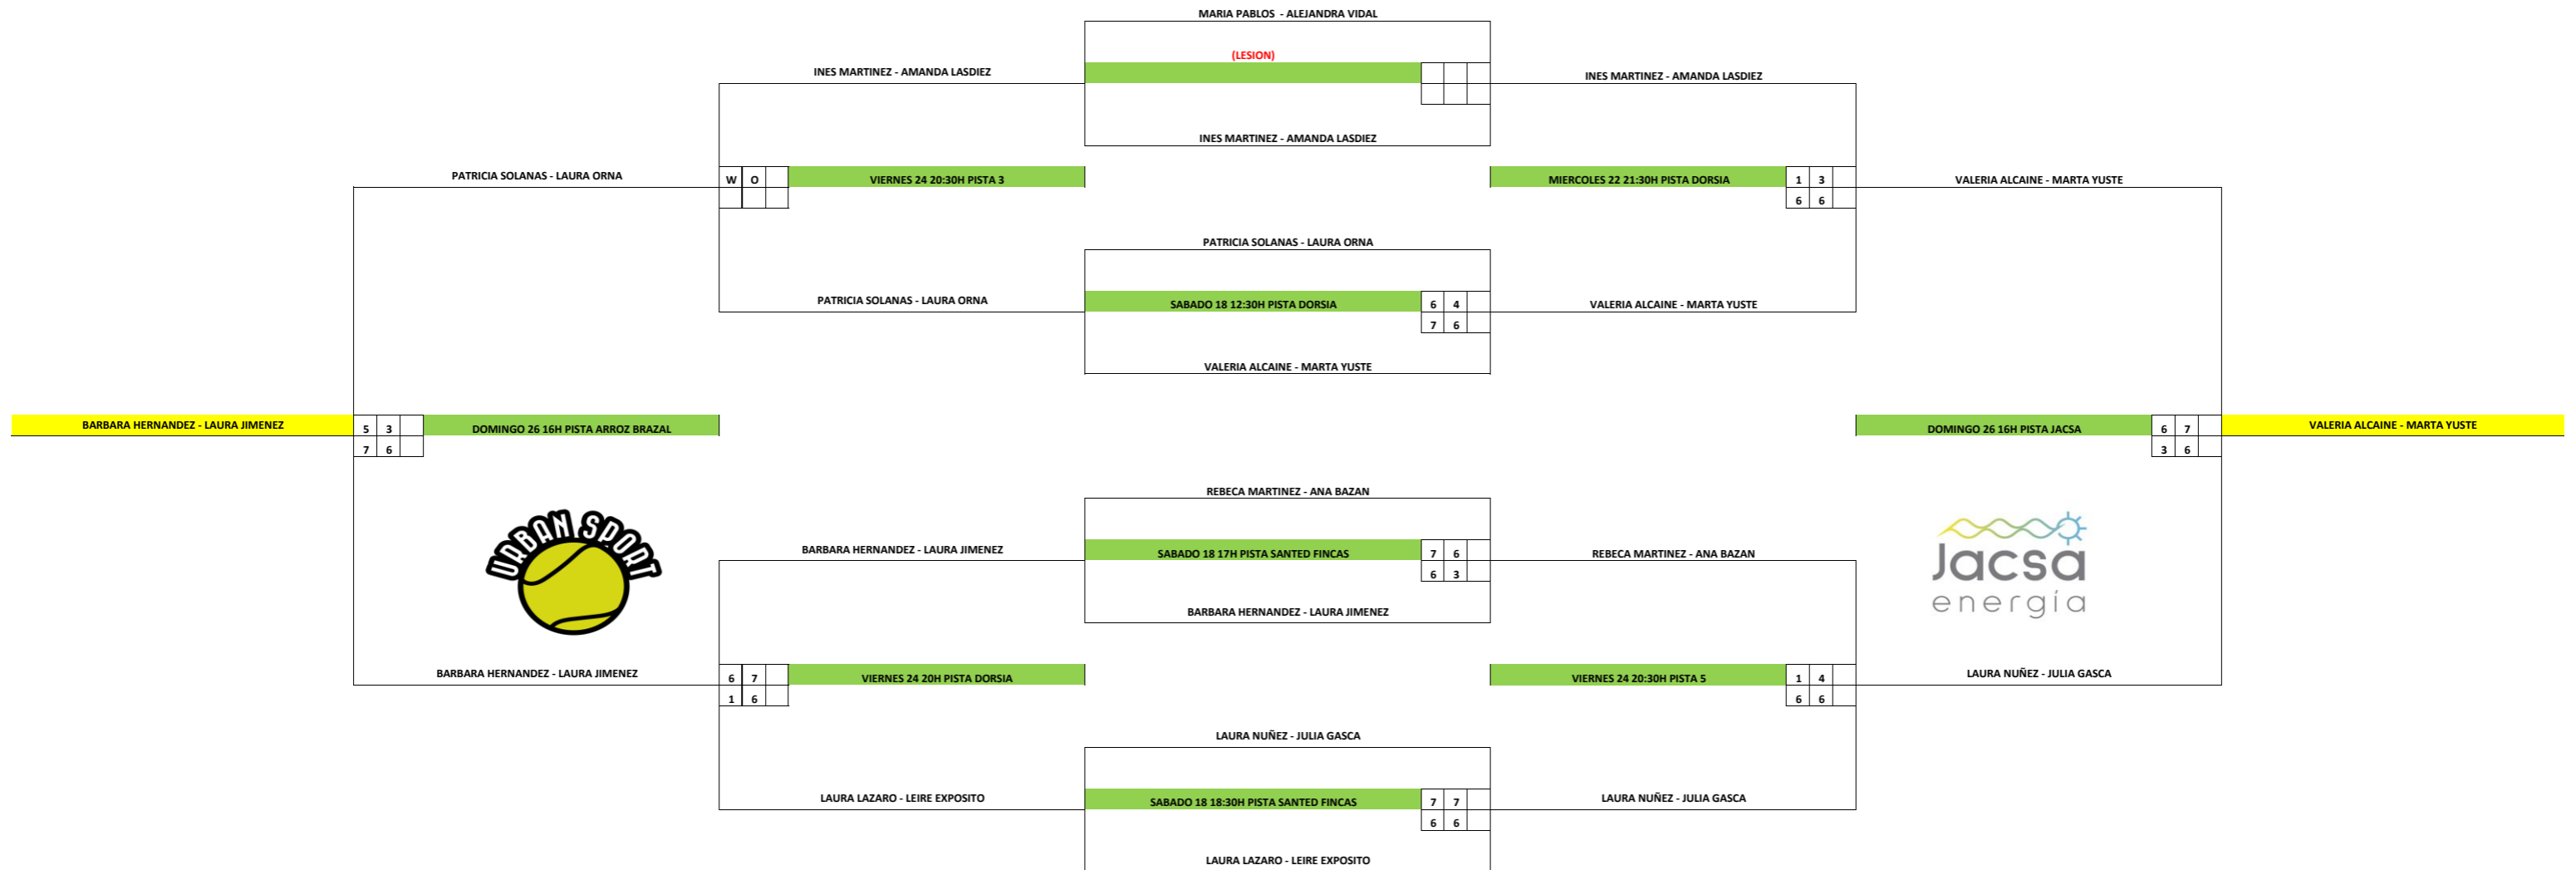 MARIA PABLOS - ALEJANDRA VIDAL
(LESION)
INES MARTINEZ - AMANDA LASDIEZ
INES MARTINEZ - AMANDA LASDIEZ
INES MARTINEZ - AMANDA LASDIEZ
PATRICIA SOLANAS - LAURA ORNA
W O
VIERNES 24 20:30H PISTA 3
MIERCOLES 22 21:30H PISTA DORSIA
1 3
6 6
VALERIA ALCAINE - MARTA YUSTE
PATRICIA SOLANAS - LAURA ORNA
PATRICIA SOLANAS - LAURA ORNA
SABADO 18 12:30H PISTA DORSIA
6 4
7 6
VALERIA ALCAINE - MARTA YUSTE
VALERIA ALCAINE - MARTA YUSTE
BARBARA HERNANDEZ - LAURA JIMENEZ
5 3
7 6
DOMINGO 26 16H PISTA ARROZ BRAZAL
DOMINGO 26 16H PISTA JACSA
6 7
3 6
VALERIA ALCAINE - MARTA YUSTE
REBECA MARTINEZ - ANA BAZAN
URBAN SPORT
Jacsa
energía
BARBARA HERNANDEZ - LAURA JIMENEZ
SABADO 18 17H PISTA SANTED FINCAS
7 6
6 3
REBECA MARTINEZ - ANA BAZAN
BARBARA HERNANDEZ - LAURA JIMENEZ
BARBARA HERNANDEZ - LAURA JIMENEZ
6 7
1 6
VIERNES 24 20H PISTA DORSIA
VIERNES 24 20:30H PISTA 5
1 4
6 6
LAURA NUÑEZ - JULIA GASCA
LAURA NUÑEZ - JULIA GASCA
LAURA LAZARO - LEIRE EXPOSITO
SABADO 18 18:30H PISTA SANTED FINCAS
7 7
6 6
LAURA NUÑEZ - JULIA GASCA
LAURA LAZARO - LEIRE EXPOSITO